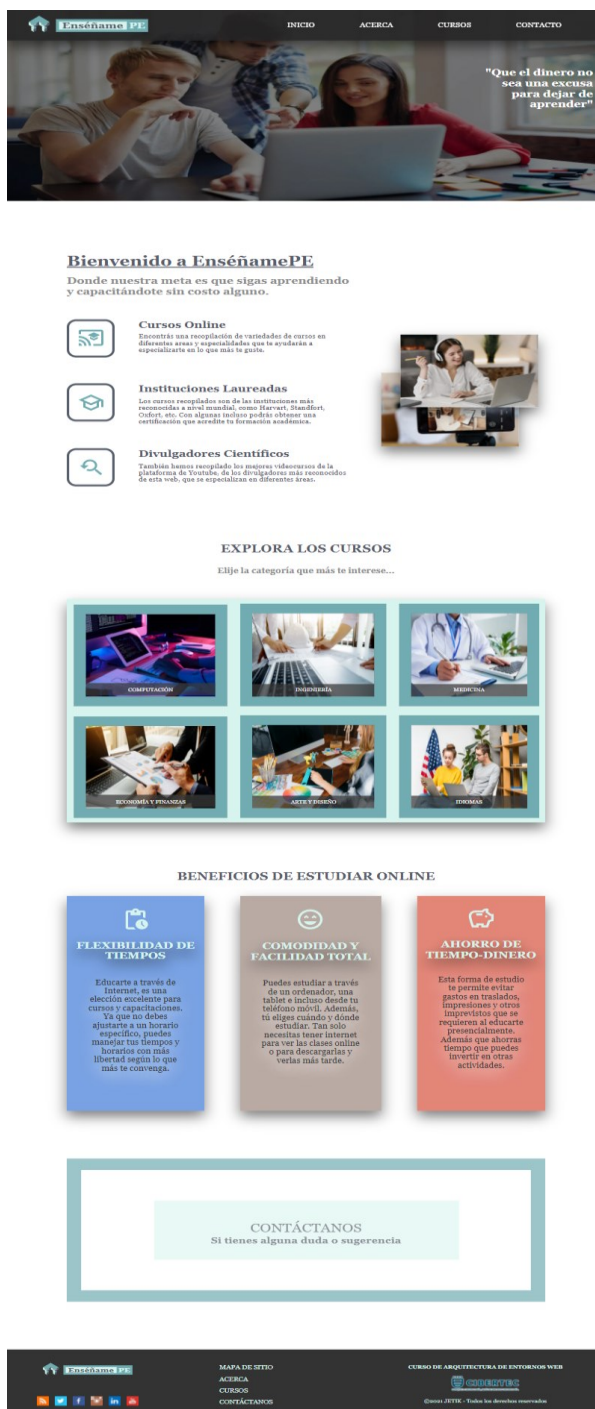 Enséñame PE
INICIO
ACERCA
CURSOS
CONTACTO
"Que el dinero no
sea una excusa
para dejar de
aprender"
Bienvenido a EnséñamePE
Donde nuestra meta es que sigas aprendiendo
y capacitándote sin costo alguno.
Cursos Online
Encontrás una recopilación de variedades de cursos en
diferentes areas y especialidades que te ayudarán a
especializarte en lo que más te guste.
Instituciones Laureadas
Los cursos recopilados son de las instituciones más
reconocidas a nivel mundial, como Harvart, Standfort,
Oxfort, etc. Con algunas incluso podrás obtener una
certificación que acredite tu formación académica.
Divulgadores Científicos
También hemos recopilado los mejores videocursos de la
plataforma de Youtube, de los divulgadores más reconocidos
de esta web, que se especializan en diferentes áreas.
EXPLORA LOS CURSOS
Elije la categoría que más te interese...
COMPUTACIÓN
INGENIERÍA
MEDICINA
ECONOMÍA Y FINANZAS
ARTE Y DISEÑO
IDIOMAS
BENEFICIOS DE ESTUDIAR ONLINE
FLEXIBILIDAD DE
TIEMPOS
Educarte a través de
Internet, es una
elección excelente para
cursos y capacitaciones.
Ya que no debes
ajustarte a un horario
específico, puedes
manejar tus tiempos y
horarios con más
libertad según lo que
más te convenga.
COMODIDAD Y
FACILIDAD TOTAL
Puedes estudiar a través
de un ordenador, una
tablet e incluso desde tu
teléfono móvil. Además,
tú eliges cuándo y dónde
estudiar. Tan solo
necesitas tener internet
para ver las clases online
o para descargarlas y
verlas más tarde.
AHORRO DE
TIEMPO-DINERO
Esta forma de estudio
te permite evitar
gastos en traslados,
impresiones y otros
imprevistos que se
requieren al educarte
presencialmente.
Además que ahorras
tiempo que puedes
invertir en otras
actividades.
CONTÁCTANOS
Si tienes alguna duda o sugerencia
Enséñame PE
MAPA DE SITIO
ACERCA
CURSOS
CONTÁCTANOS
CURSO DE ARQUITECTURA DE ENTORNOS WEB
CIBERTEC
©2021 JETIK - Todos los derechos reservados